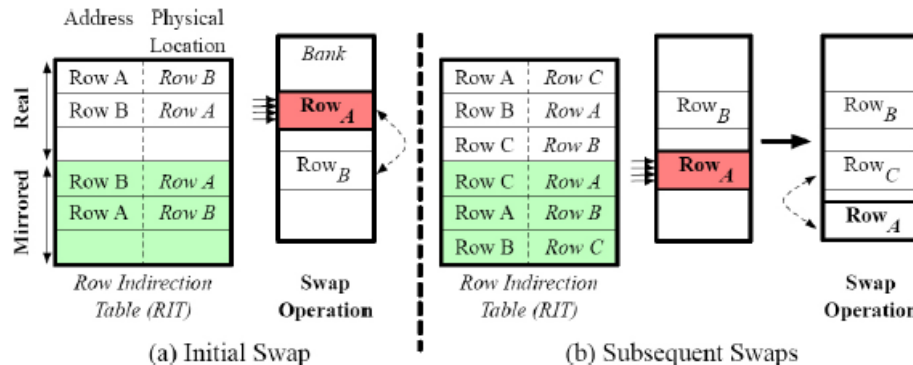 Address Physical Location
Real
Row A Row B
Row B Row A
Mirrored
Row B Row A
Row A Row B
Row Indirection
Table (RIT)
Bank
Row A
Row B
Swap
Operation
(a) Initial Swap
Row A Row C
Row B Row A
Row C Row B
Row C Row A
Row A Row B
Row B Row C
Row Indirection
Table (RIT)
Row B
Row A
Row B
Row C
Row A
Swap
Operation
(b) Subsequent Swaps